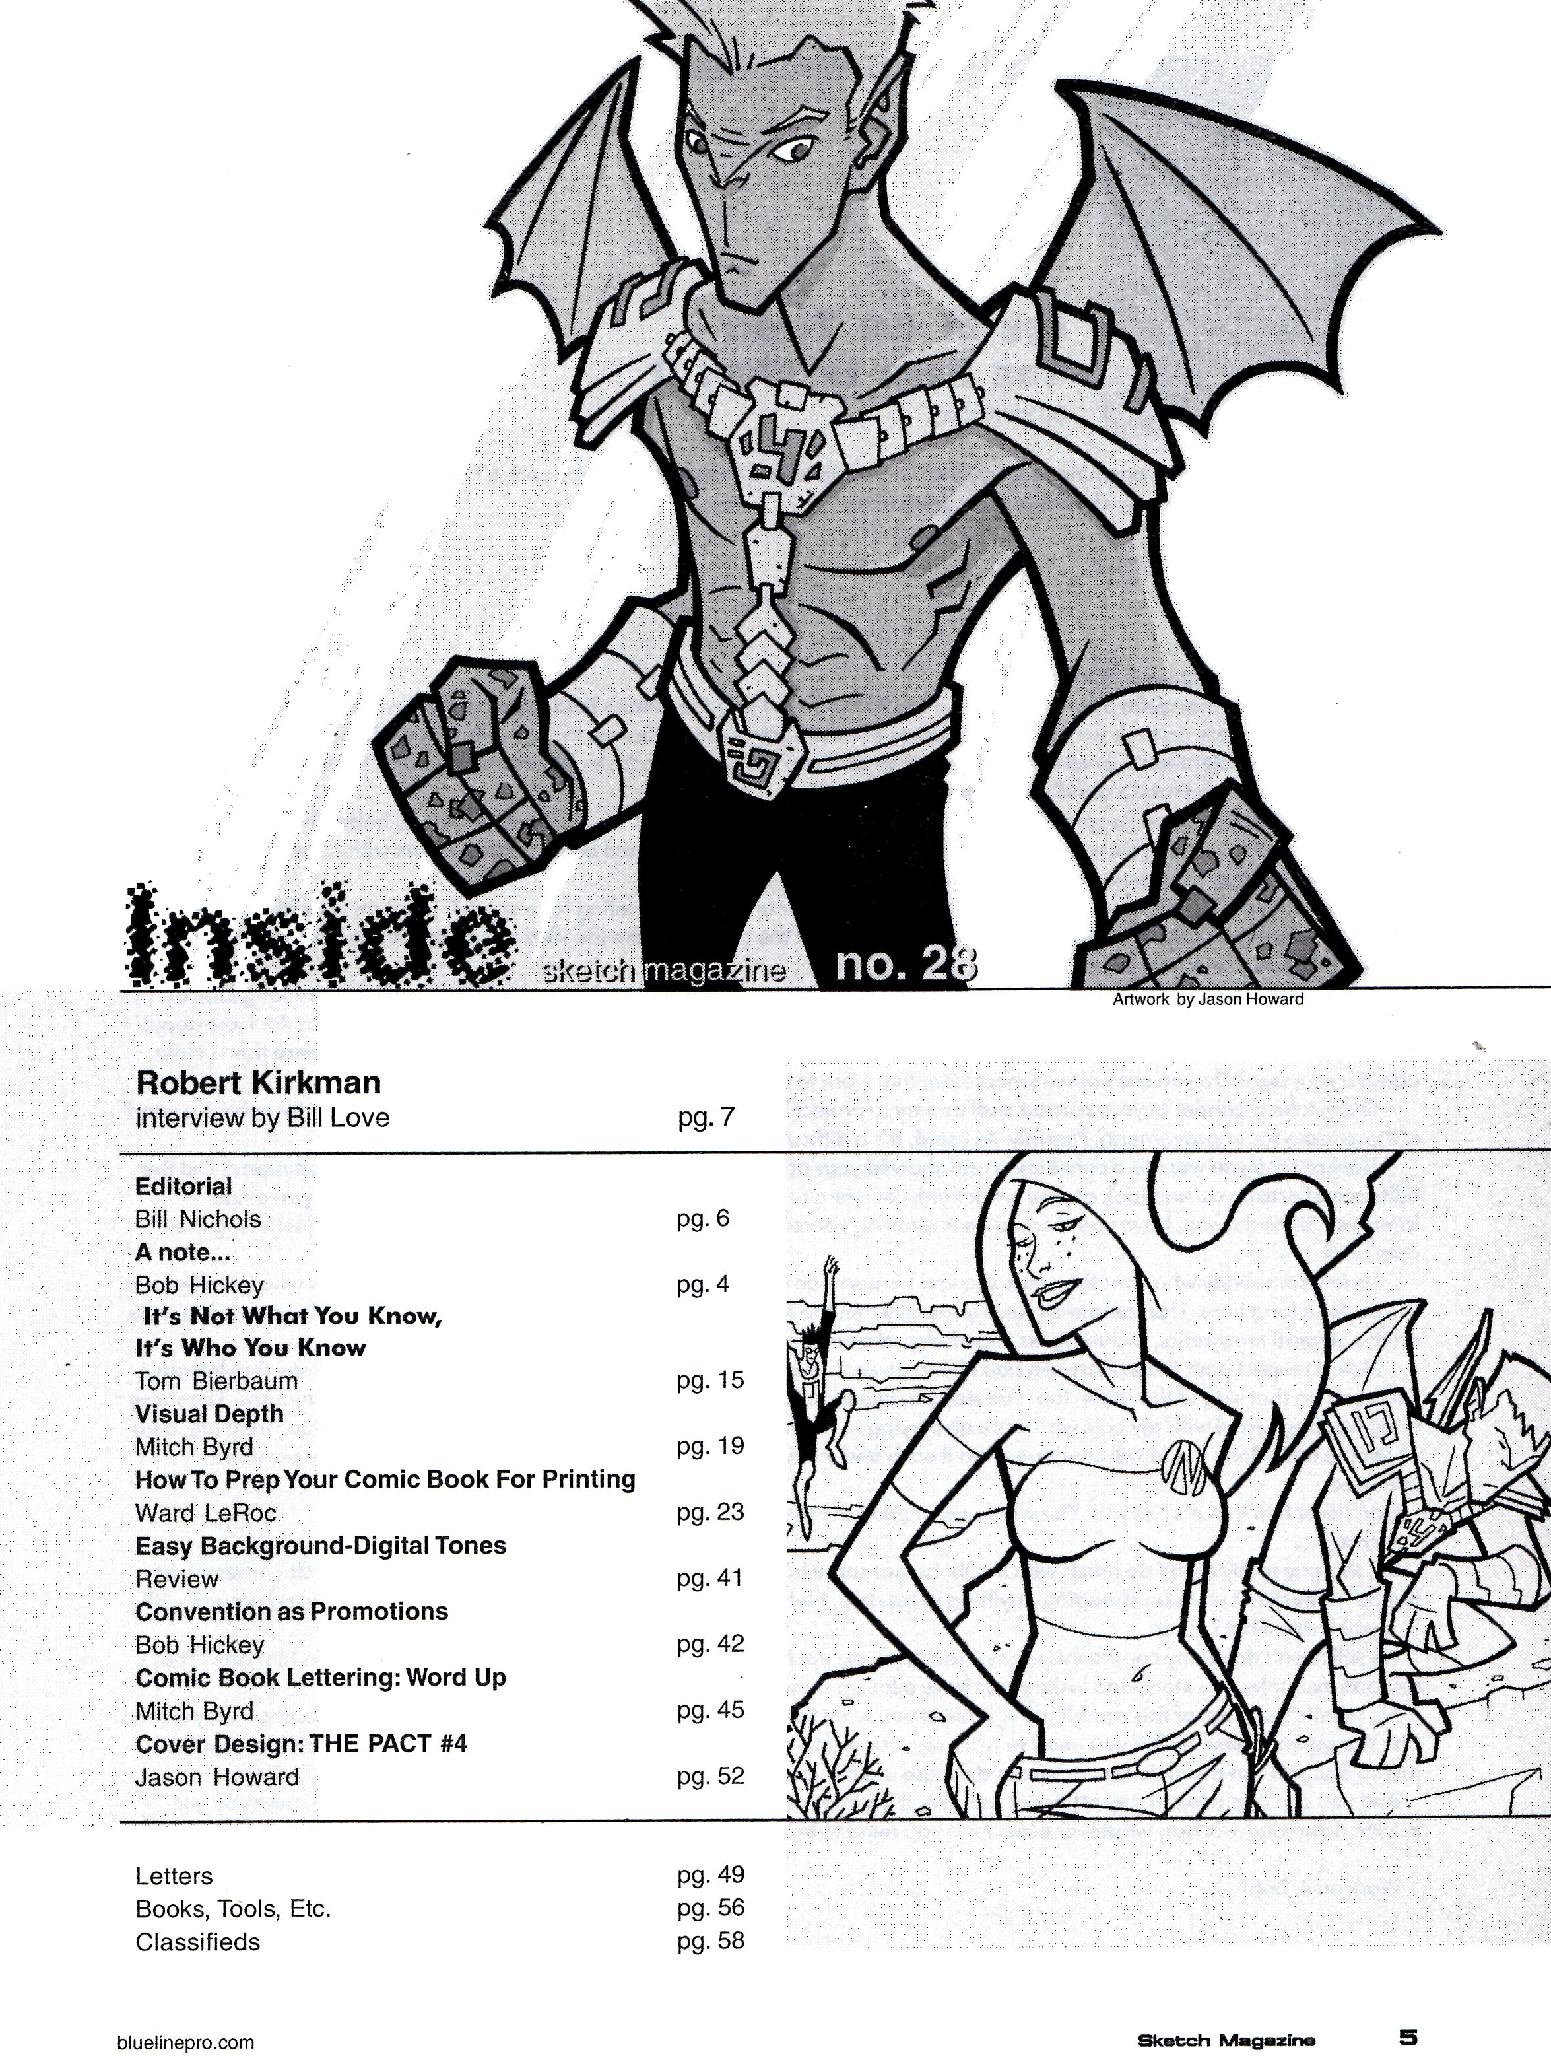 Inside sketch magazine no. 28
Artwork by Jason Howard
Robert Kirkman
interview by Bill Love pg. 7
Editorial
Bill Nichols pg. 6
A note...
Bob Hickey pg. 4
It's Not What You Know,
It's Who You Know
Tom Bierbaum pg. 15
Visual Depth
Mitch Byrd pg. 19
How To Prep Your Comic Book For Printing
Ward LeRoc pg. 23
Easy Background-Digital Tones
Review pg. 41
Convention as Promotions
Bob Hickey pg. 42
Comic Book Lettering: Word Up
Mitch Byrd pg. 45
Cover Design: THE PACT #4
Jason Howard pg. 52
Letters pg. 49
Books, Tools, Etc. pg. 56
Classifieds pg. 58
bluelinepro.com Sketch Magazine 5